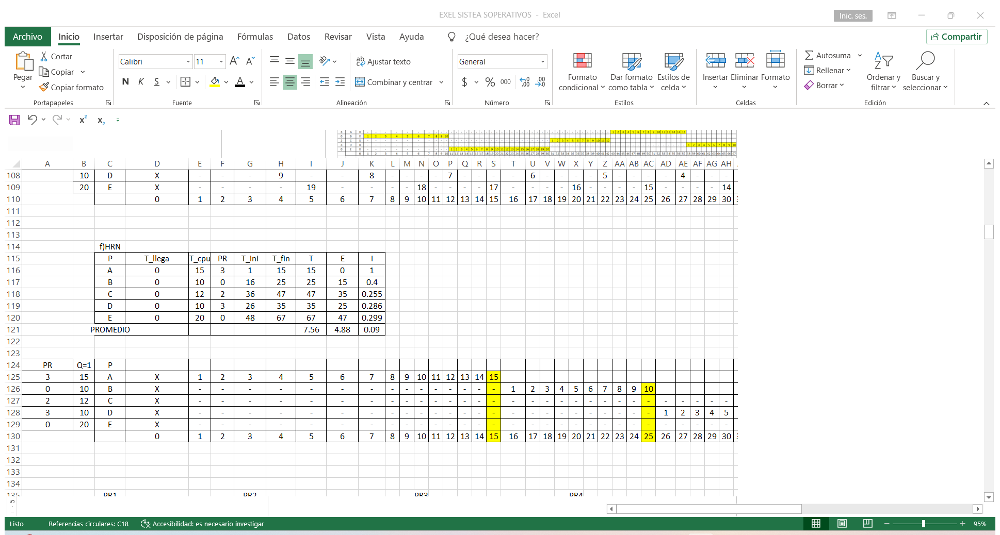 EXEL SISTEA SOPERATIVOS - Excel
Inic. ses.
Archivo Inicio Insertar Disposición de página Fórmulas Datos Revisar Vista Ayuda ¿Qué desea hacer? Compartir
Pegar
Cortar
Copiar
Copiar formato
Portapapeles
Calibri 11
N K S
Fuente
Ajustar texto
Combinar y centrar
Alineación
General
$ % 000
Número
Formato condicional
Dar formato como tabla
Estilos de celda
Estilos
Insertar Eliminar Formato
Celdas
Autosuma
Rellenar
Borrar
Ordenar y filtrar
Buscar y seleccionar
Edición
A B C D E F G H I J K L M N O P Q R S T U V W X Y Z AA AB AC AD AE AF AG AH
108 10 D X - - - 9 - - 8 - - - - 7 - - - - 6 - - - - 5 - - - - 4 - - -
109 20 E X - - - - 19 - - - - 18 - - - - 17 - - - - 16 - - - - 15 - - - - 14
110 0 1 2 3 4 5 6 7 8 9 10 11 12 13 14 15 16 17 18 19 20 21 22 23 24 25 26 27 28 29 30
111
112
113
114 f)HRN
115 P T_llega T_cpu PR T_ini T_fin T E I
116 A 0 15 3 1 15 15 0 1
117 B 0 10 0 16 25 25 15 0.4
118 C 0 12 2 36 47 47 35 0.255
119 D 0 10 3 26 35 35 25 0.286
120 E 0 20 0 48 67 67 47 0.299
121 PROMEDIO 7.56 4.88 0.09
122
123
124 PR Q=1 P
125 3 15 A X 1 2 3 4 5 6 7 8 9 10 11 12 13 14 15
126 0 10 B X - - - - - - - - - - - - - - - 1 2 3 4 5 6 7 8 9 10
127 2 12 C X - - - - - - - - - - - - - - - - - - - - - - - - - - - - - -
128 3 10 D X - - - - - - - - - - - - - - - - - - - - - - - - - 1 2 3 4 5
129 0 20 E X - - - - - - - - - - - - - - - - - - - - - - - - - - - - - -
130 0 1 2 3 4 5 6 7 8 9 10 11 12 13 14 15 16 17 18 19 20 21 22 23 24 25 26 27 28 29 30
131
132
133
134
135 PR1 PR2 PR3 PR4
Listo Referencias circulares: C18 Accesibilidad: es necesario investigar 95%